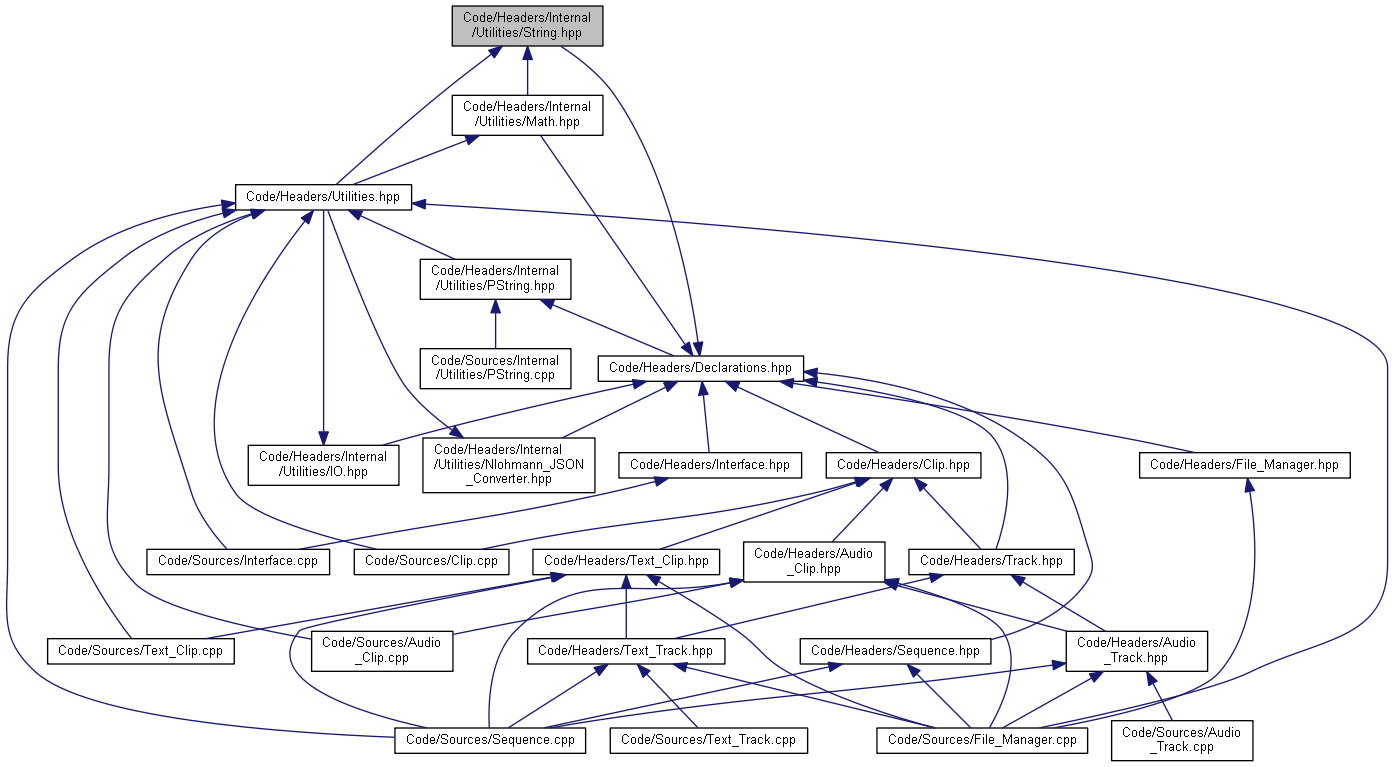 Code/Headers/Internal
/Utilities/String.hpp
Code/Headers/Internal
/Utilities/Math.hpp
Code/Headers/Utilities.hpp
Code/Headers/Internal
/Utilities/PString.hpp
Code/Sources/Internal
/Utilities/PString.cpp
Code/Headers/Declarations.hpp
Code/Headers/Internal
/Utilities/IO.hpp
Code/Headers/Internal
/Utilities/Nlohmann_JSON
_Converter.hpp
Code/Headers/Interface.hpp
Code/Headers/Clip.hpp
Code/Headers/File_Manager.hpp
Code/Sources/Interface.cpp
Code/Sources/Clip.cpp
Code/Headers/Text_Clip.hpp
Code/Headers/Audio
_Clip.hpp
Code/Headers/Track.hpp
Code/Sources/Text_Clip.cpp
Code/Sources/Audio
_Clip.cpp
Code/Headers/Text_Track.hpp
Code/Headers/Sequence.hpp
Code/Headers/Audio
_Track.hpp
Code/Sources/Sequence.cpp
Code/Sources/Text_Track.cpp
Code/Sources/File_Manager.cpp
Code/Sources/Audio
_Track.cpp